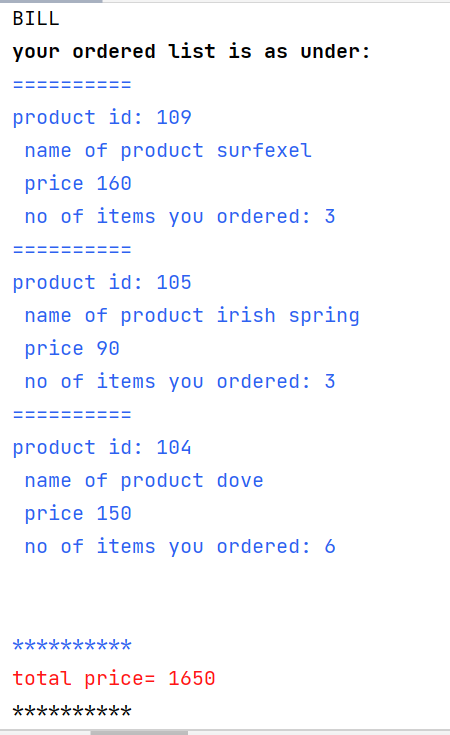 BILL
your ordered list is as under:
==========
product id: 109
name of product surfexel
price 160
no of items you ordered: 3
==========
product id: 105
name of product irish spring
price 90
no of items you ordered: 3
==========
product id: 104
name of product dove
price 150
no of items you ordered: 6
**********
total price= 1650
**********